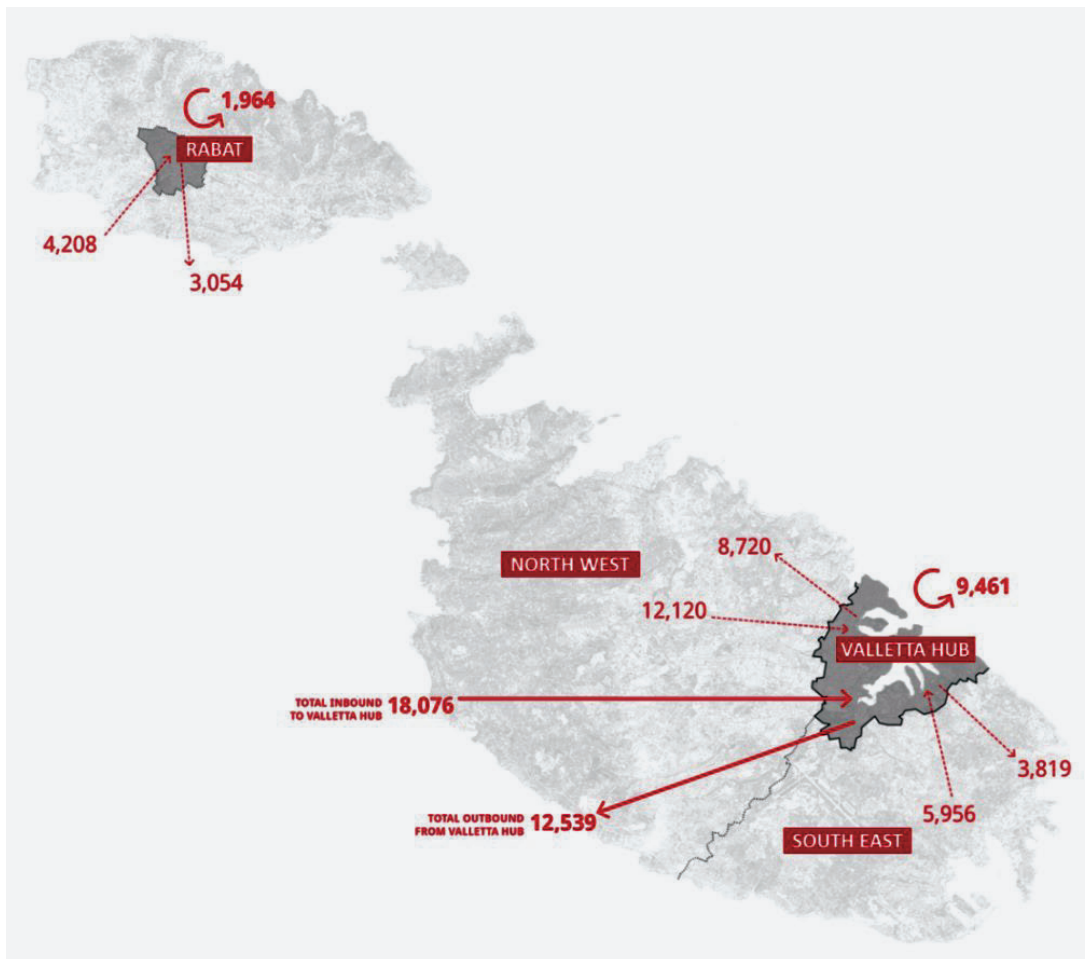 1,964
RABAT
4,208
3,054
8,720
NORTH WEST
9,461
12,120
VALLETTA HUB
TOTAL INBOUND
TO VALLETTA HUB 18,076
3,819
5,956
TOTAL OUTBOUND
FROM VALLETTA HUB 12,539
SOUTH EAST